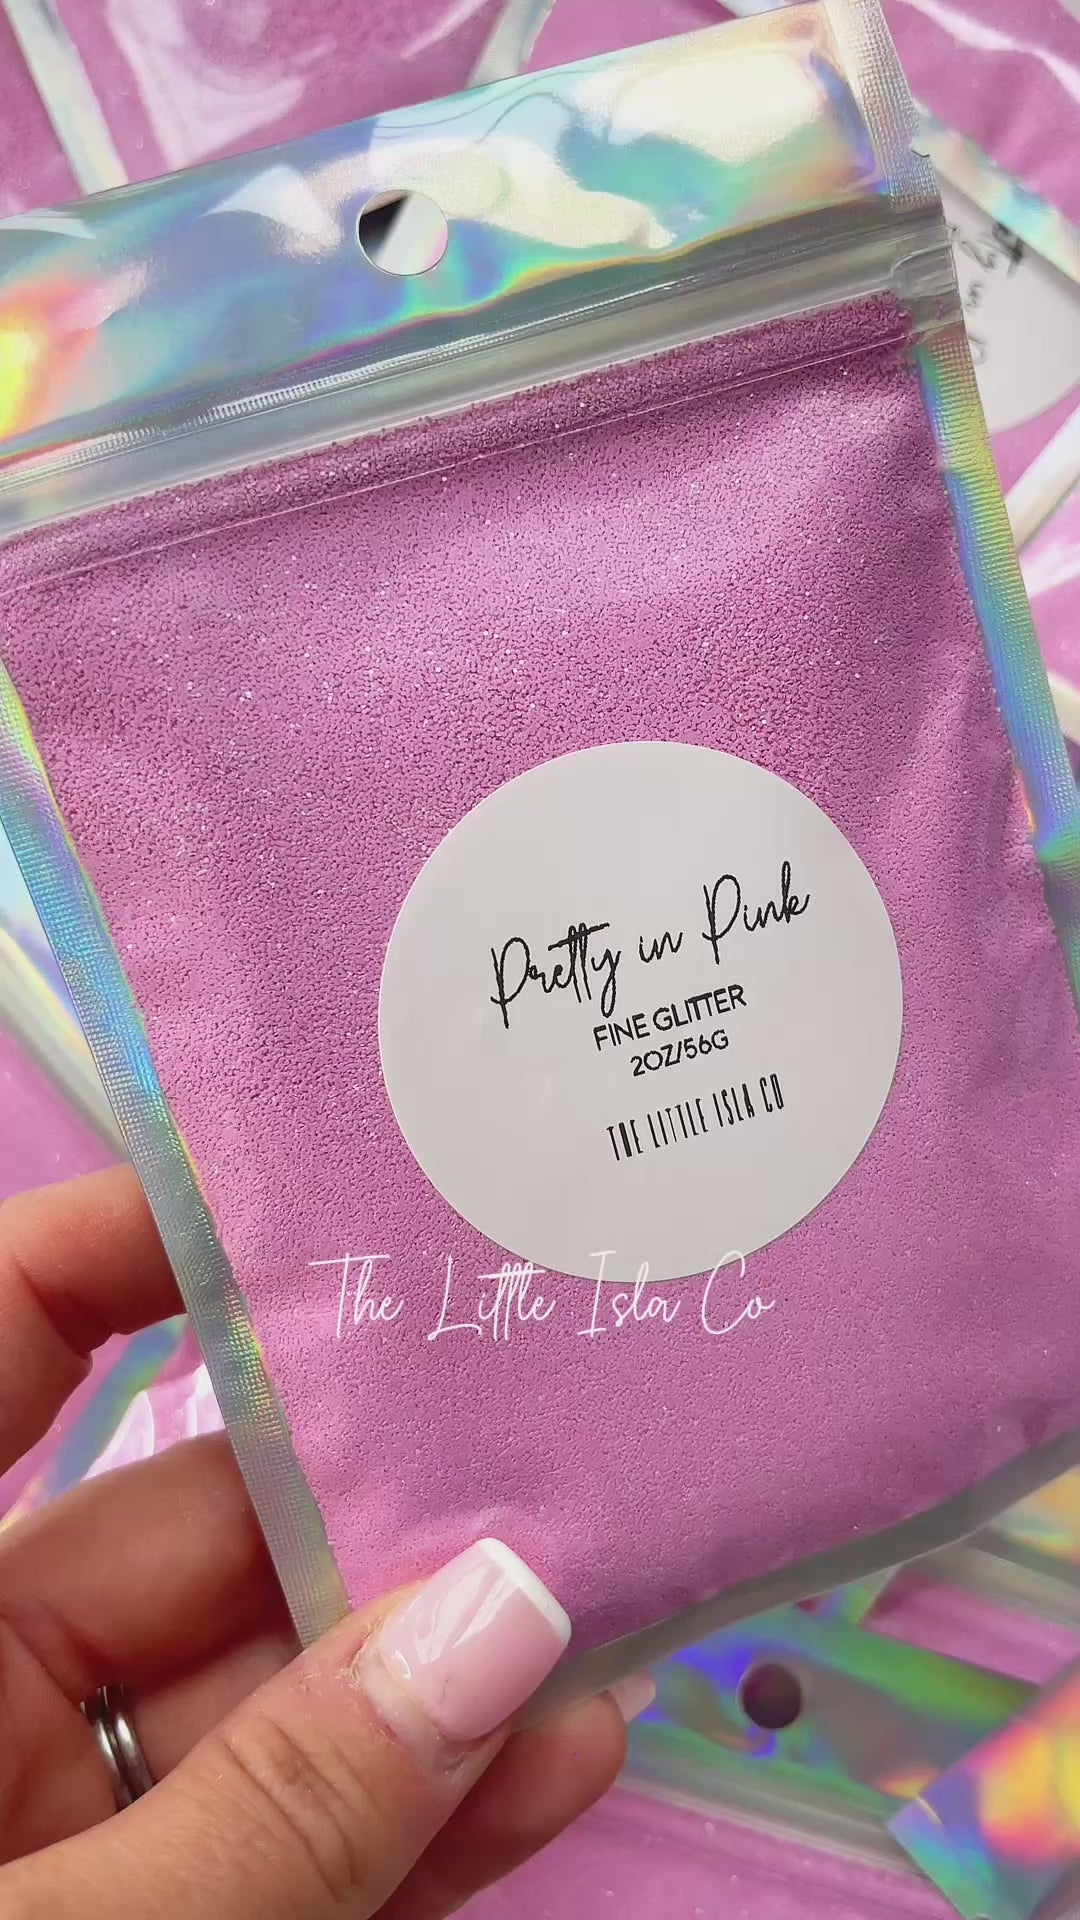 Pretty in Pink
FINE GLITTER
2OZ/56G
THE LITTLE ISLA CO
The Little Isla Co